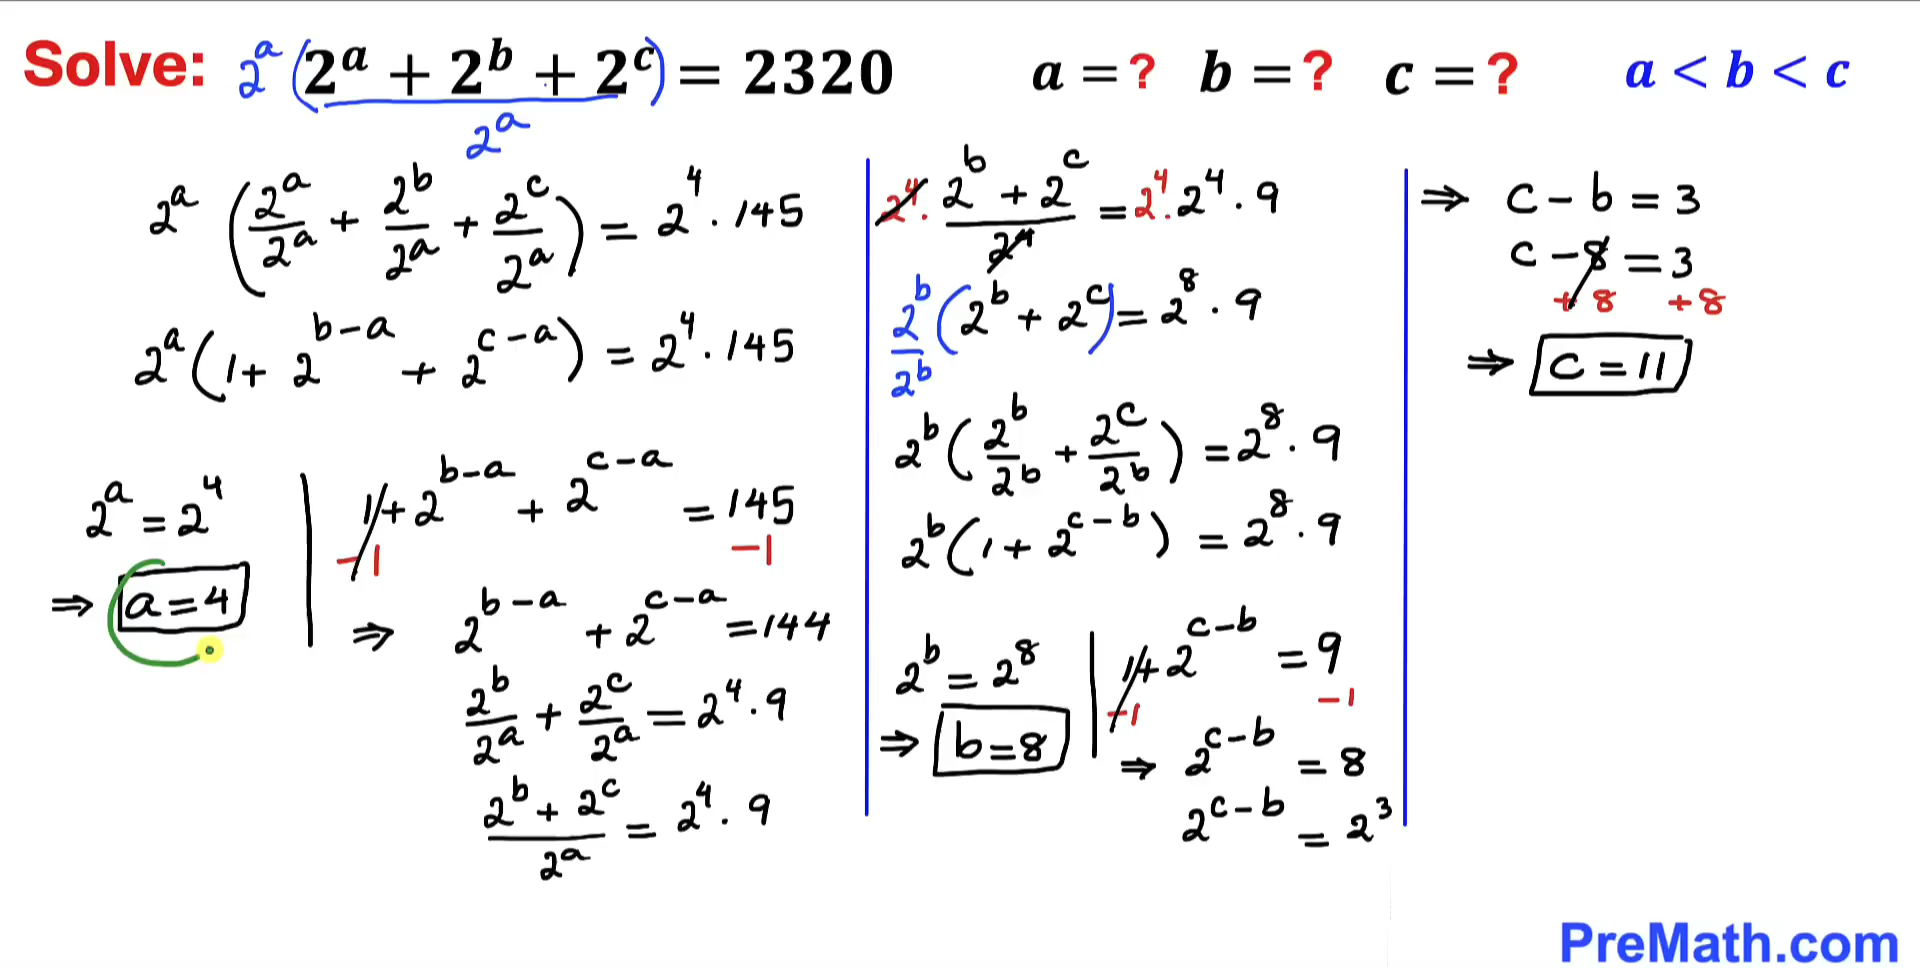 Solve: 2^a (2^a + 2^b + 2^c) = 2320 a = ? b = ? c = ? a < b < c
2^a
2^a (2^a/2^a + 2^b/2^a + 2^c/2^a) = 2^4 · 145
2^a (1 + 2^(b-a) + 2^(c-a)) = 2^4 · 145
2^a = 2^4
⇒ a = 4
1 + 2^(b-a) + 2^(c-a) = 145
-1 -1
⇒ 2^(b-a) + 2^(c-a) = 144
2^b/2^a + 2^c/2^a = 2^4 · 9
(2^b + 2^c)/2^a = 2^4 · 9
2^4 · (2^b + 2^c)/2^4 = 2^4 · 2^4 · 9
2^b/2^b (2^b + 2^c) = 2^8 · 9
2^b (2^b/2^b + 2^c/2^b) = 2^8 · 9
2^b (1 + 2^(c-b)) = 2^8 · 9
2^b = 2^8
⇒ b = 8
1 + 2^(c-b) = 9
-1 -1
⇒ 2^(c-b) = 8
2^(c-b) = 2^3
⇒ c - b = 3
c - 8 = 3
+ 8 + 8
⇒ c = 11
PreMath.com